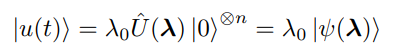 |u(t)⟩ = λ₀Û(λ) |0⟩^{⊗n} = λ₀ |ψ(λ)⟩